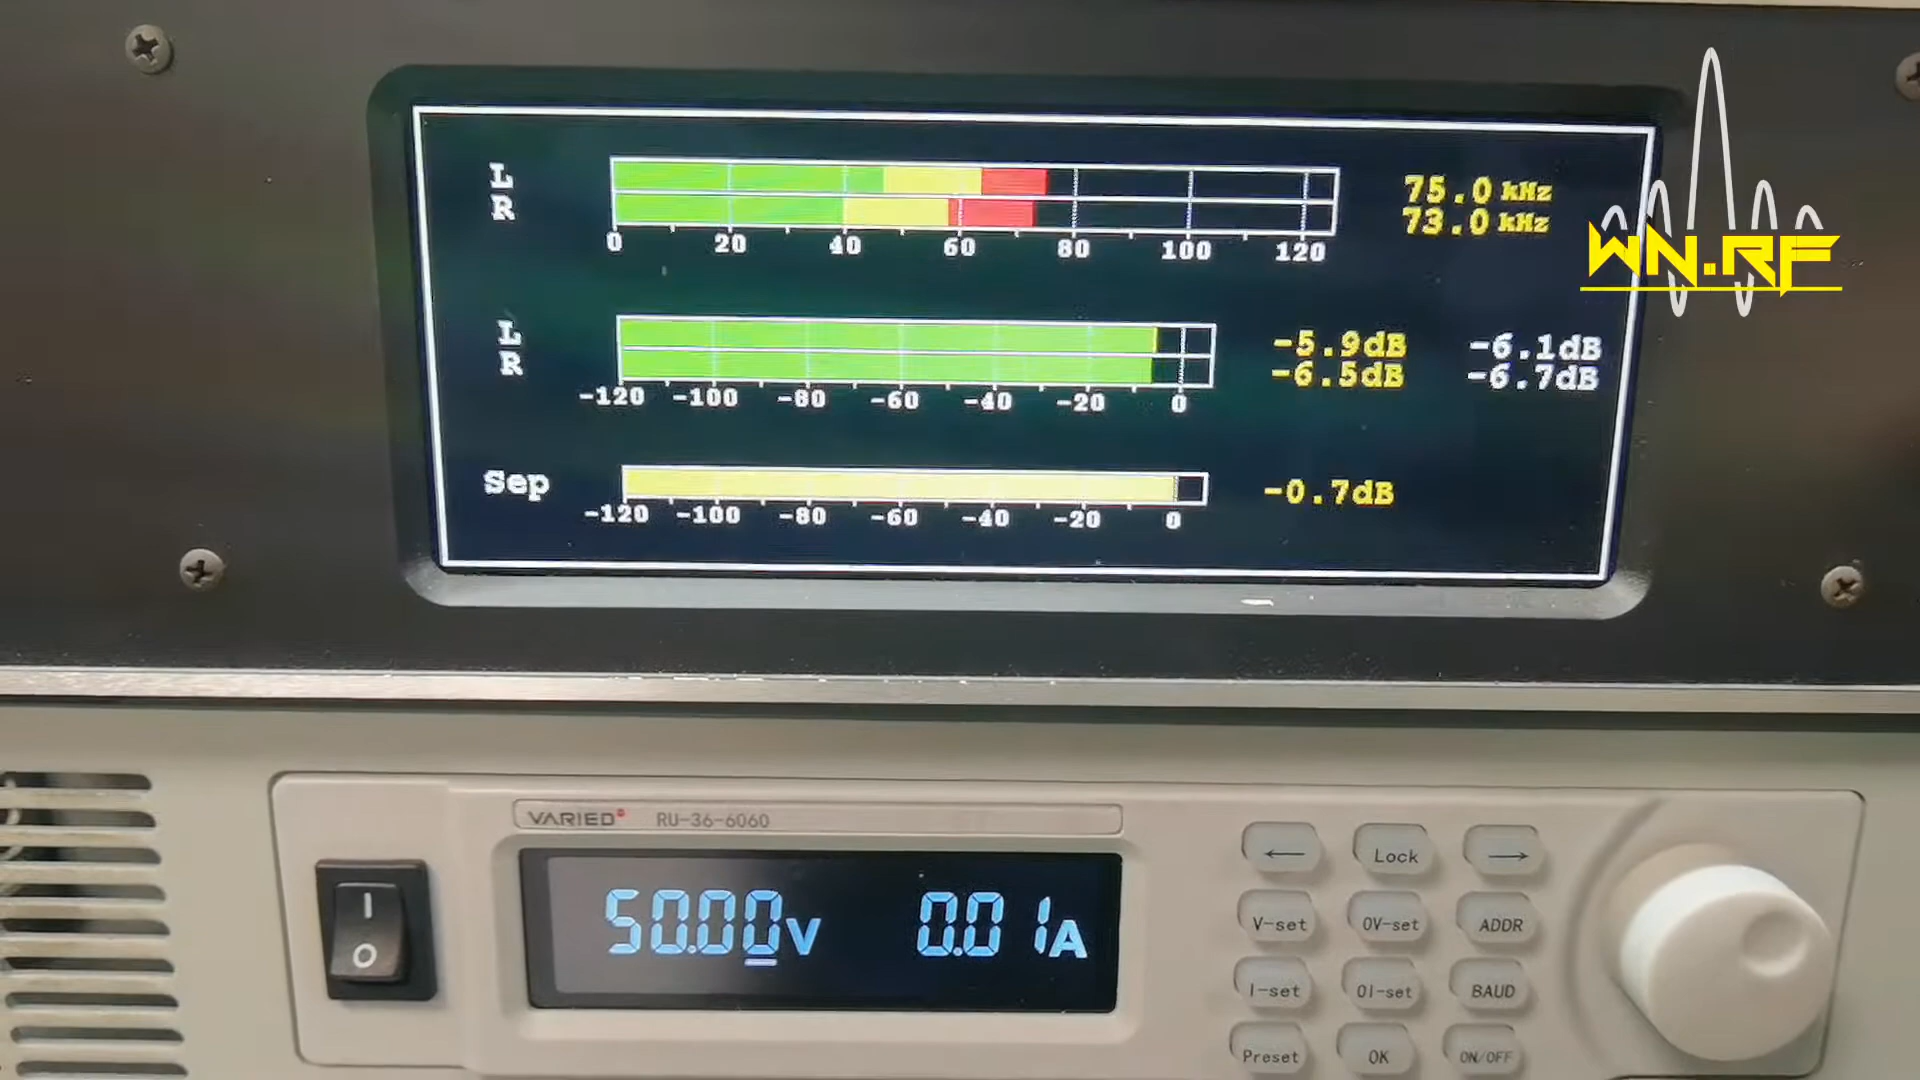 L
R
75.0 kHz
73.0 kHz
0 20 40 60 80 100 120
WN.RF
L
R
-5.9dB -6.1dB
-6.5dB -6.7dB
-120 -100 -80 -60 -40 -20 0
Sep
-0.7dB
-120 -100 -80 -60 -40 -20 0
VARIED RU-36-6060
50.00V 0.01A
I
O
← Lock →
V-set OV-set ADDR
I-set OI-set BAUD
Preset OK ON/OFF